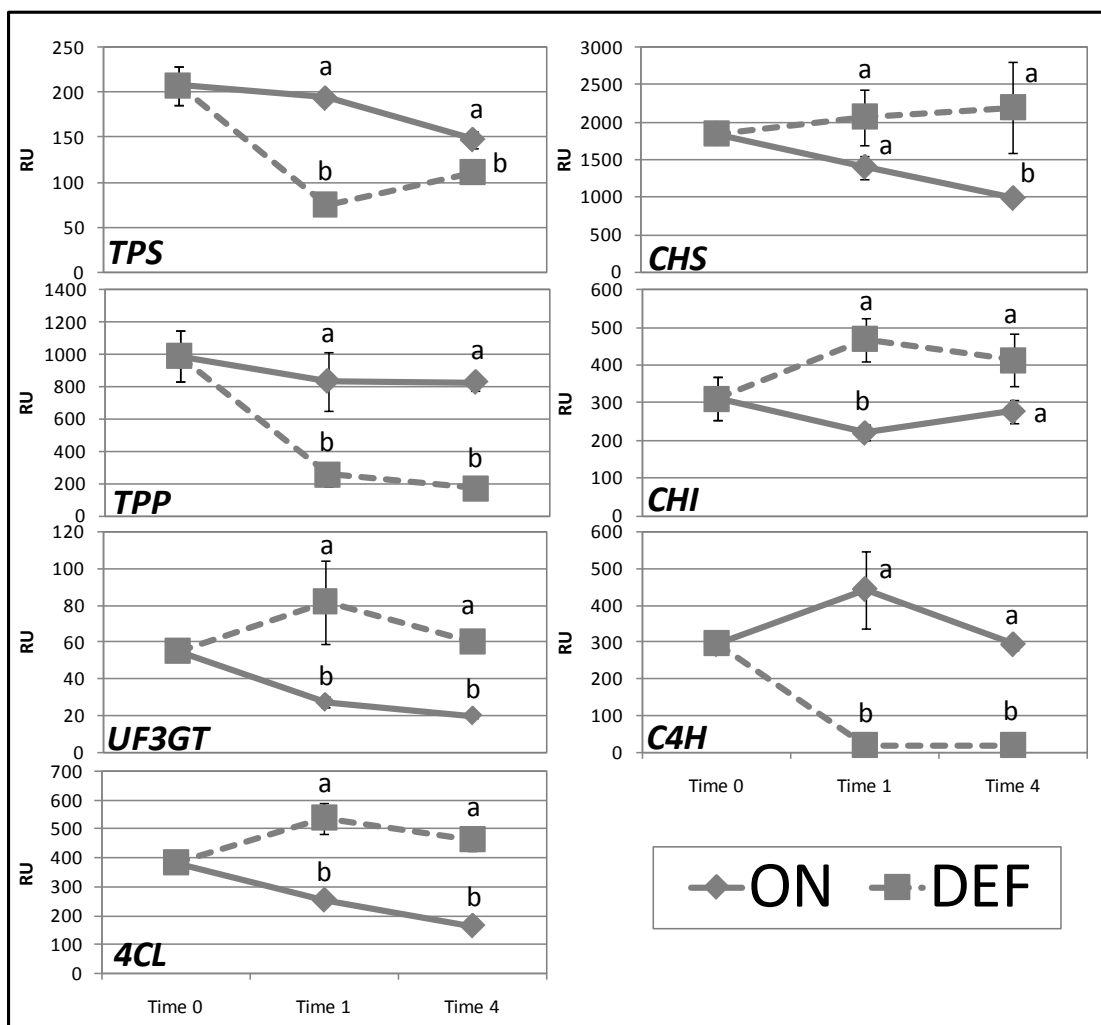 250
200
150
100
50
0
RU
a
a
b
b
TPS
3000
2500
2000
1500
1000
500
0
RU
a
a
a
b
CHS
1400
1200
1000
800
600
400
200
0
RU
a
a
b
b
TPP
600
500
400
300
200
100
0
RU
a
a
b
a
CHI
120
100
80
60
40
20
0
RU
a
a
b
b
UF3GT
600
500
400
300
200
100
0
RU
a
a
b
b
C4H
Time 0 Time 1 Time 4
700
600
500
400
300
200
100
0
RU
a
a
b
b
4CL
Time 0 Time 1 Time 4
ON DEF